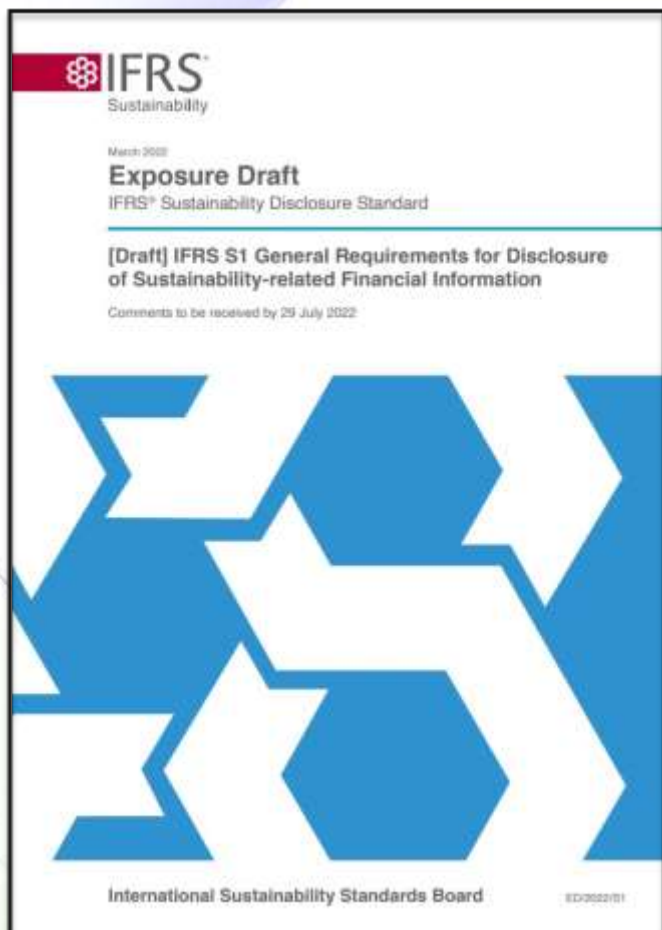 IFRS
Sustainability
March 2022
Exposure Draft
IFRS® Sustainability Disclosure Standard
[Draft] IFRS S1 General Requirements for Disclosure
of Sustainability-related Financial Information
Comments to be received by 29 July 2022
International Sustainability Standards Board
ED/2022/S1